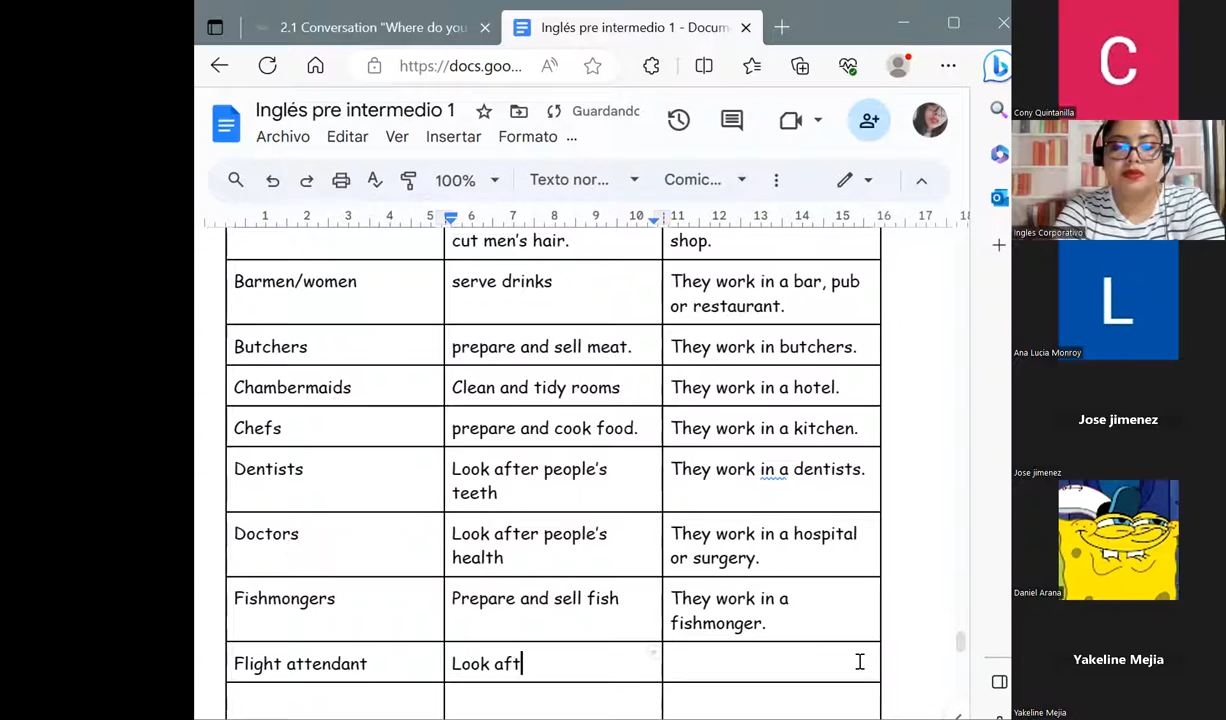 2.1 Conversation "Where do you
Inglés pre intermedio 1 - Docum
https://docs.goo...
Inglés pre intermedio 1
Guardando
Archivo Editar Ver Insertar Formato ...
100% Texto nor... Comic...
1 2 3 4 5 6 7 8 9 10 11 12 13 14 15 16 17 18
cut men's hair.
shop.
Barmen/women
serve drinks
They work in a bar, pub
or restaurant.
Butchers
prepare and sell meat.
They work in butchers.
Chambermaids
Clean and tidy rooms
They work in a hotel.
Chefs
prepare and cook food.
They work in a kitchen.
Dentists
Look after people's
teeth
They work in a dentists.
Doctors
Look after people's
health
They work in a hospital
or surgery.
Fishmongers
Prepare and sell fish
They work in a
fishmonger.
Flight attendant
Look aft
C
Cony Quintanilla
Ingles Corporativo
L
Ana Lucia Monroy
Jose jimenez
Jose jimenez
Daniel Arana
Yakeline Mejia
Yakeline Mejia